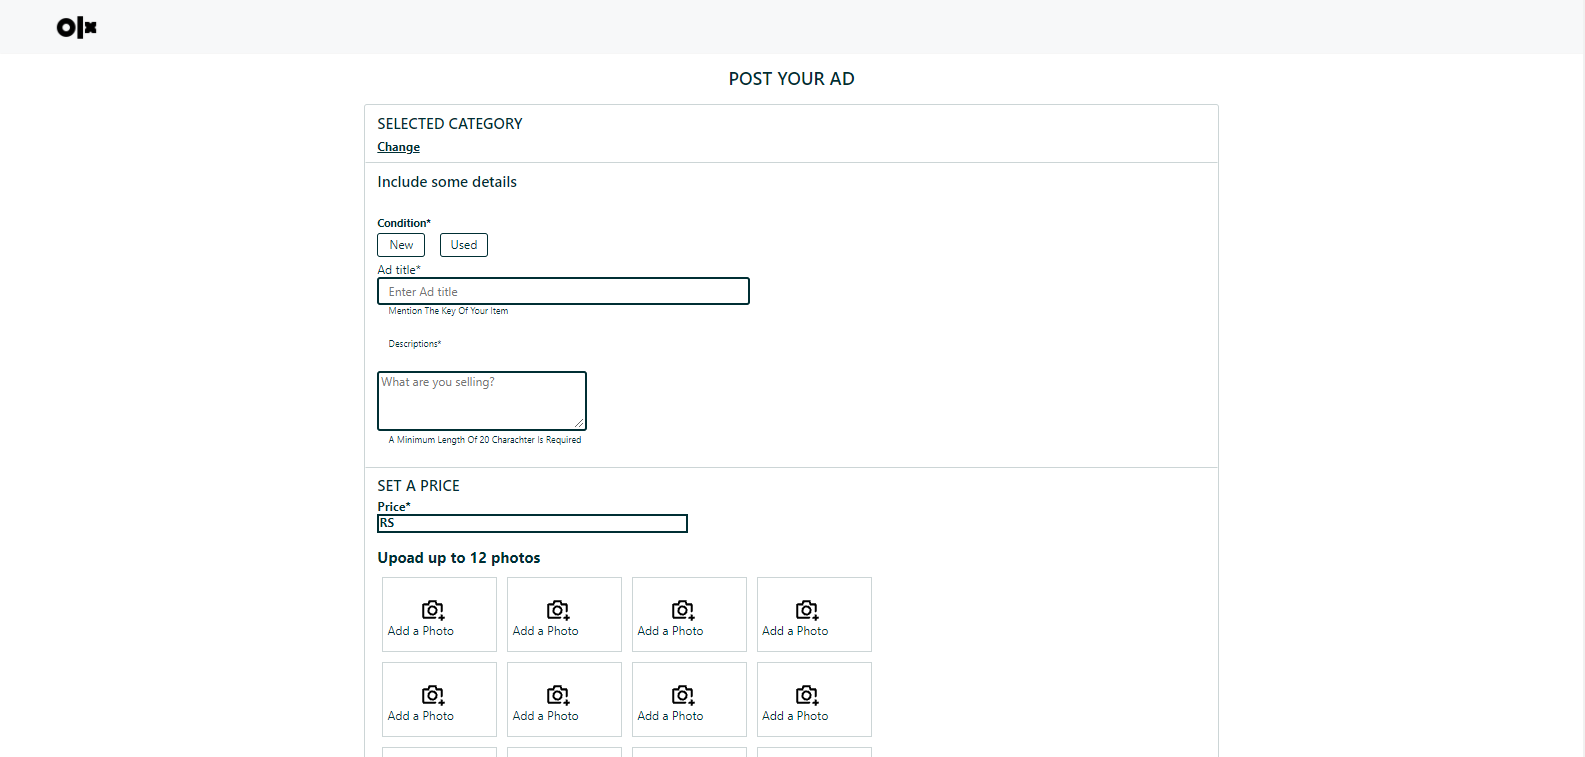 olx
POST YOUR AD
SELECTED CATEGORY
Change
Include some details
Condition*
New Used
Ad title*
Enter Ad title
Mention The Key Of Your Item
Descriptions*
What are you selling?
A Minimum Length Of 20 Charachter Is Required
SET A PRICE
Price*
RS
Upoad up to 12 photos
Add a Photo Add a Photo Add a Photo Add a Photo
Add a Photo Add a Photo Add a Photo Add a Photo